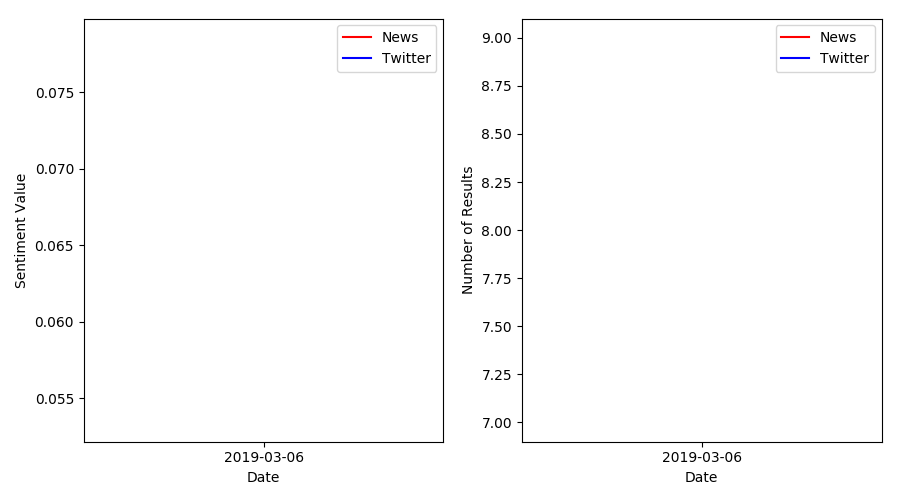 News
Twitter
0.075
0.070
0.065
0.060
0.055
Sentiment Value
2019-03-06
Date
News
Twitter
9.00
8.75
8.50
8.25
8.00
7.75
7.50
7.25
7.00
Number of Results
2019-03-06
Date